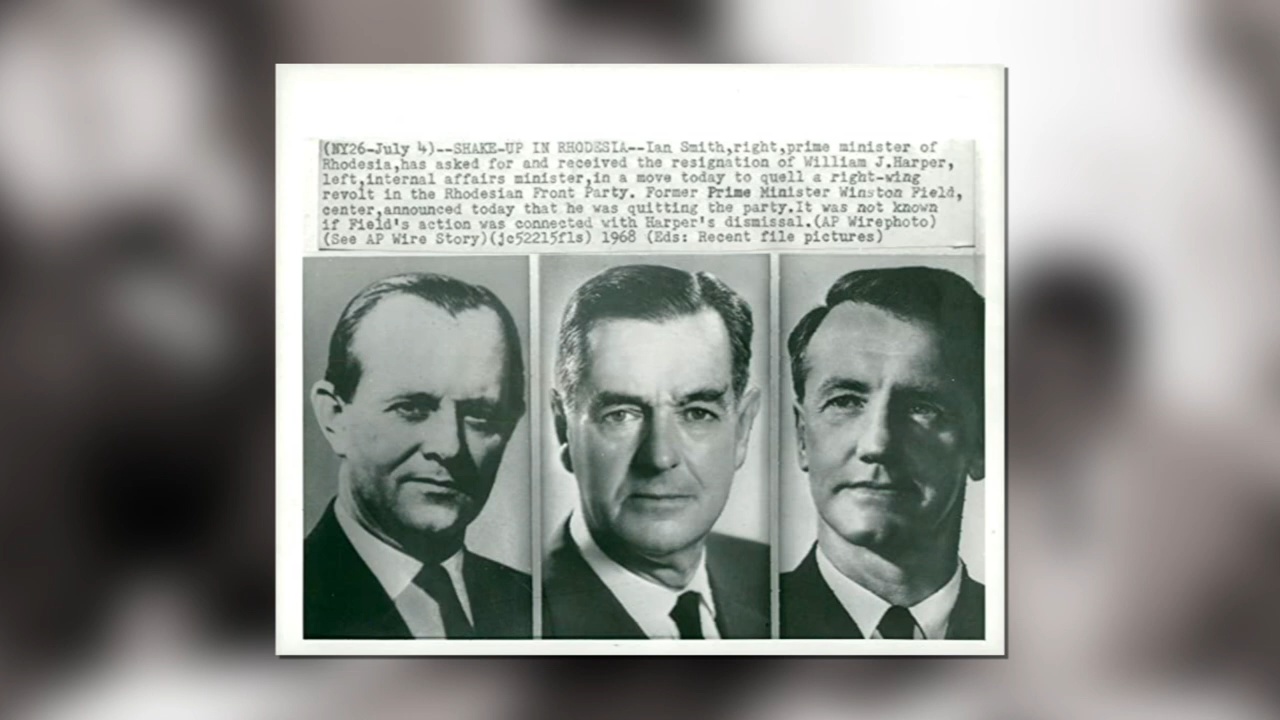 (NY26-July 4)--SHAKE-UP IN RHODESIA--Ian Smith,right,prime minister of
Rhodesia,has asked for and received the resignation of William J.Harper,
left,internal affairs minister,in a move today to quell a right-wing
revolt in the Rhodesian Front Party. Former Prime Minister Winston Field,
center,announced today that he was quitting the party.It was not known
if Field's action was connected with Harper's dismissal.(AP Wirephoto)
(See AP Wire Story)(jc52215fls) 1968 (Eds: Recent file pictures)